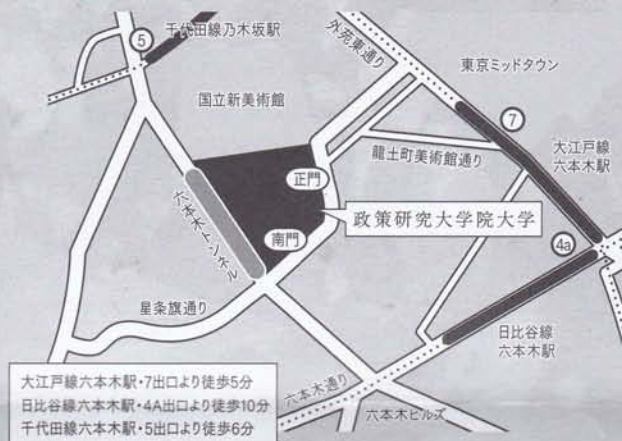 千代田線乃木坂駅
5
外苑東通り
東京ミッドタウン
国立新美術館
7
大江戸線
六本木駅
龍土町美術館通り
正門
政策研究大学院大学
4a
南門
六本木トンネル
星条旗通り
日比谷線
六本木駅
六本木通り
六本木ヒルズ
大江戸線六本木駅・7出口より徒歩5分
日比谷線六本木駅・4A出口より徒歩10分
千代田線六本木駅・5出口より徒歩6分